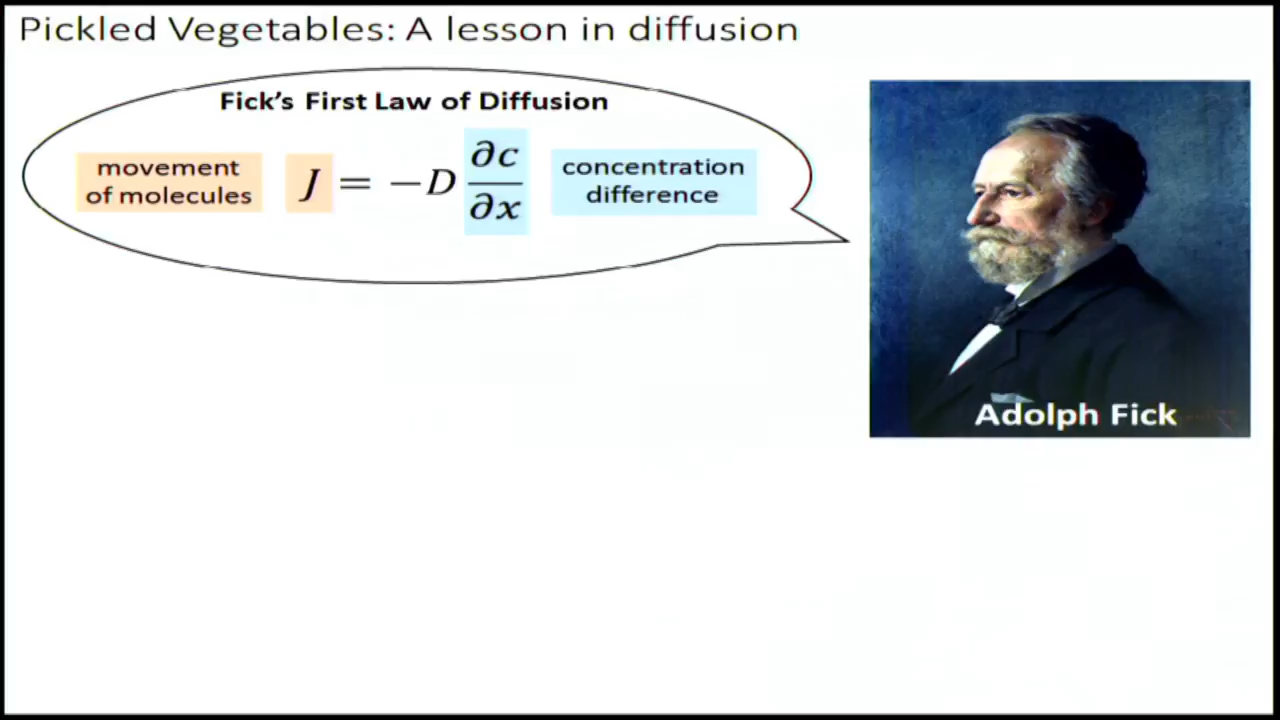 Pickled Vegetables: A lesson in diffusion
Fick’s First Law of Diffusion
movement
of molecules
J = −D ∂c/∂x
concentration
difference
Adolph Fick